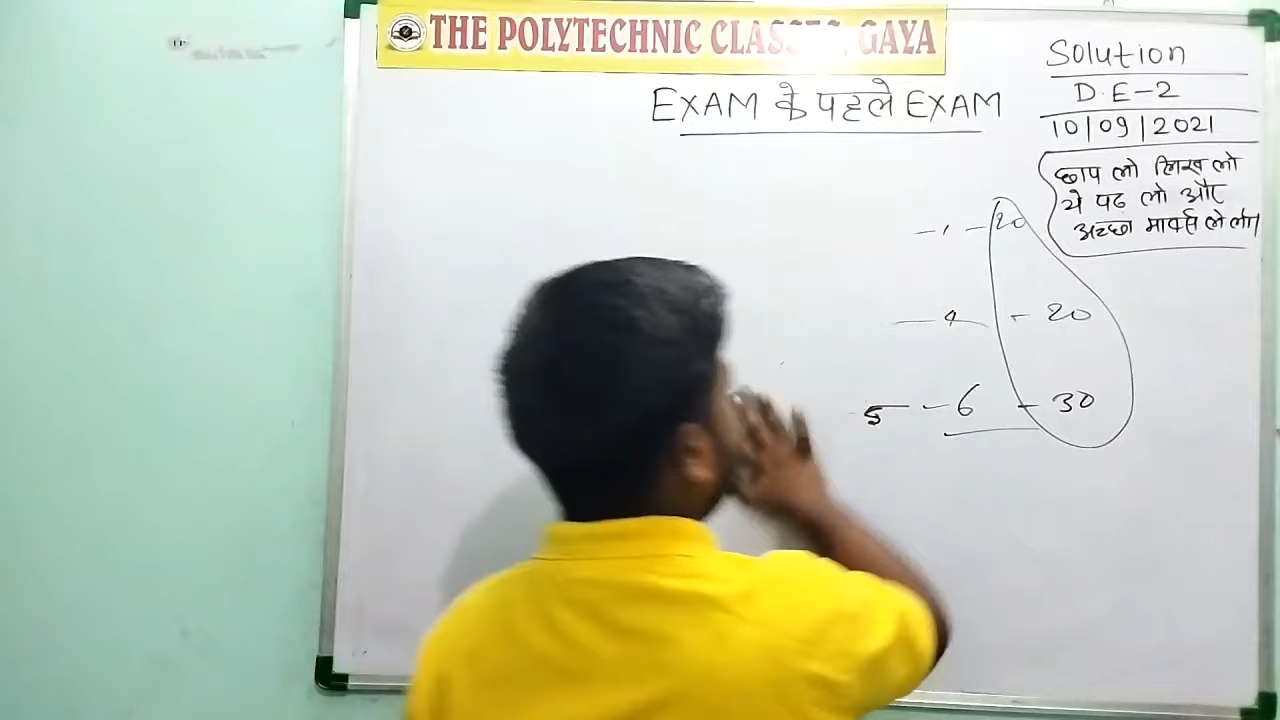 THE POLYTECHNIC CLASSES, GAYA
EXAM के पहले EXAM
Solution
D.E-2
10/09/2021
छाप लो लिख लो
ये पढ़ लो और
अच्छा मार्क्स ले लो।
— 1 — 20
— 4 — 20
5 — 6 — 30